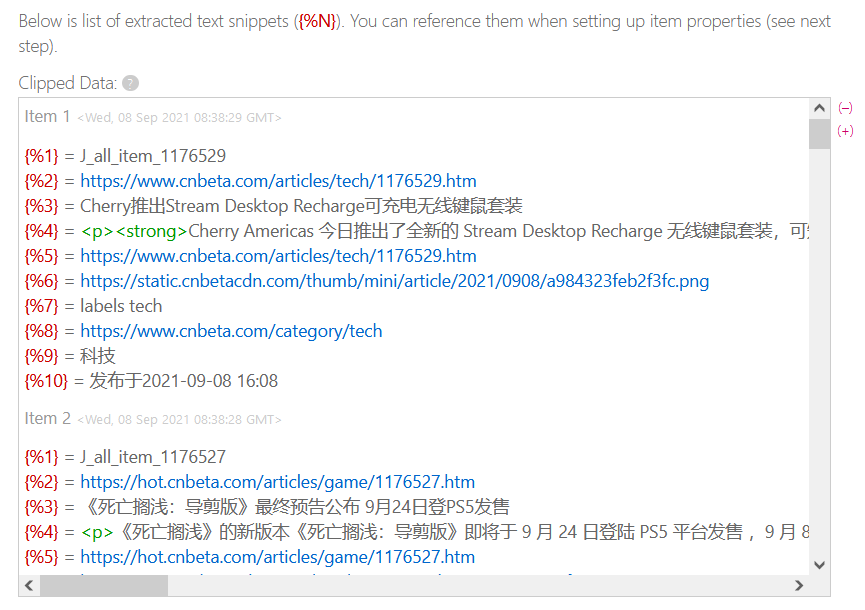 Below is list of extracted text snippets ({%N}). You can reference them when setting up item properties (see next
step).
Clipped Data: ?
(–)
(+)
Item 1 <Wed, 08 Sep 2021 08:38:29 GMT>
{%1} = J_all_item_1176529
{%2} = https://www.cnbeta.com/articles/tech/1176529.htm
{%3} = Cherry推出Stream Desktop Recharge可充电无线键鼠套装
{%4} = <p><strong>Cherry Americas 今日推出了全新的 Stream Desktop Recharge 无线键鼠套装，可
{%5} = https://www.cnbeta.com/articles/tech/1176529.htm
{%6} = https://static.cnbetacdn.com/thumb/mini/article/2021/0908/a984323feb2f3fc.png
{%7} = labels tech
{%8} = https://www.cnbeta.com/category/tech
{%9} = 科技
{%10} = 发布于2021-09-08 16:08
Item 2 <Wed, 08 Sep 2021 08:38:28 GMT>
{%1} = J_all_item_1176527
{%2} = https://hot.cnbeta.com/articles/game/1176527.htm
{%3} = 《死亡搁浅：导剪版》最终预告公布 9月24日登PS5发售
{%4} = <p>《死亡搁浅》的新版本《死亡搁浅：导剪版》即将于 9 月 24 日登陆 PS5 平台发售 ，9 月 8
{%5} = https://hot.cnbeta.com/articles/game/1176527.htm